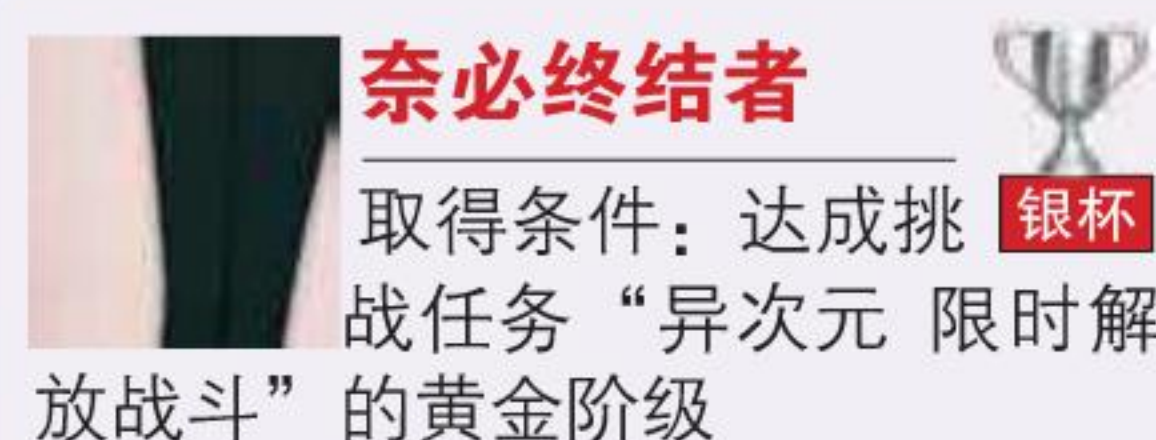 奈必终结者
取得条件：达成挑
银杯
战任务“异次元 限时解
放战斗”的黄金阶级